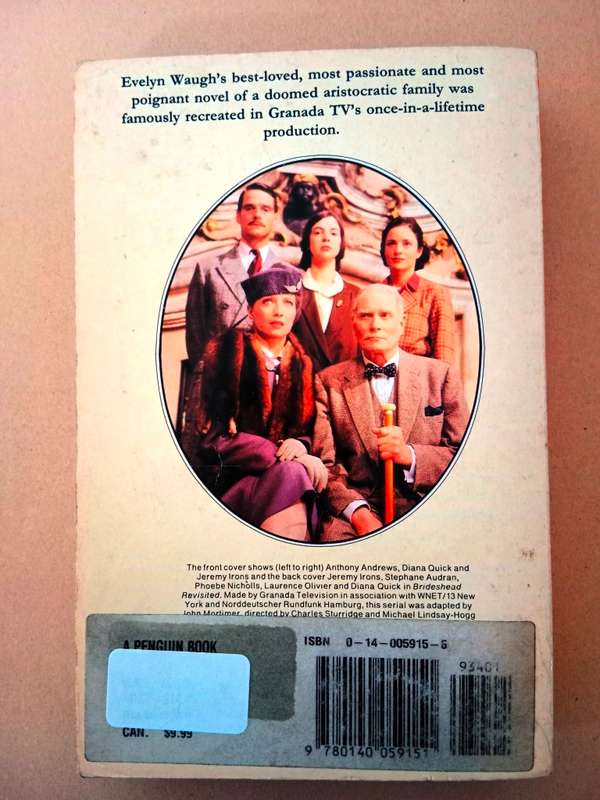 Evelyn Waugh's best-loved, most passionate and most
poignant novel of a doomed aristocratic family was
famously recreated in Granada TV's once-in-a-lifetime
production.
The front cover shows (left to right) Anthony Andrews, Diana Quick and
Jeremy Irons and the back cover Jeremy Irons, Stephane Audran,
Phoebe Nicholls, Laurence Olivier and Diana Quick in Brideshead
Revisited. Made by Granada Television in association with WNET/13 New
York and Norddeutscher Rundfunk Hamburg, this serial was adapted by
John Mortimer, directed by Charles Sturridge and Michael Lindsay-Hogg
A PENGUIN BOOK
CAN. $9.99
ISBN 0-14-005915-6
93401
9 780140 059151